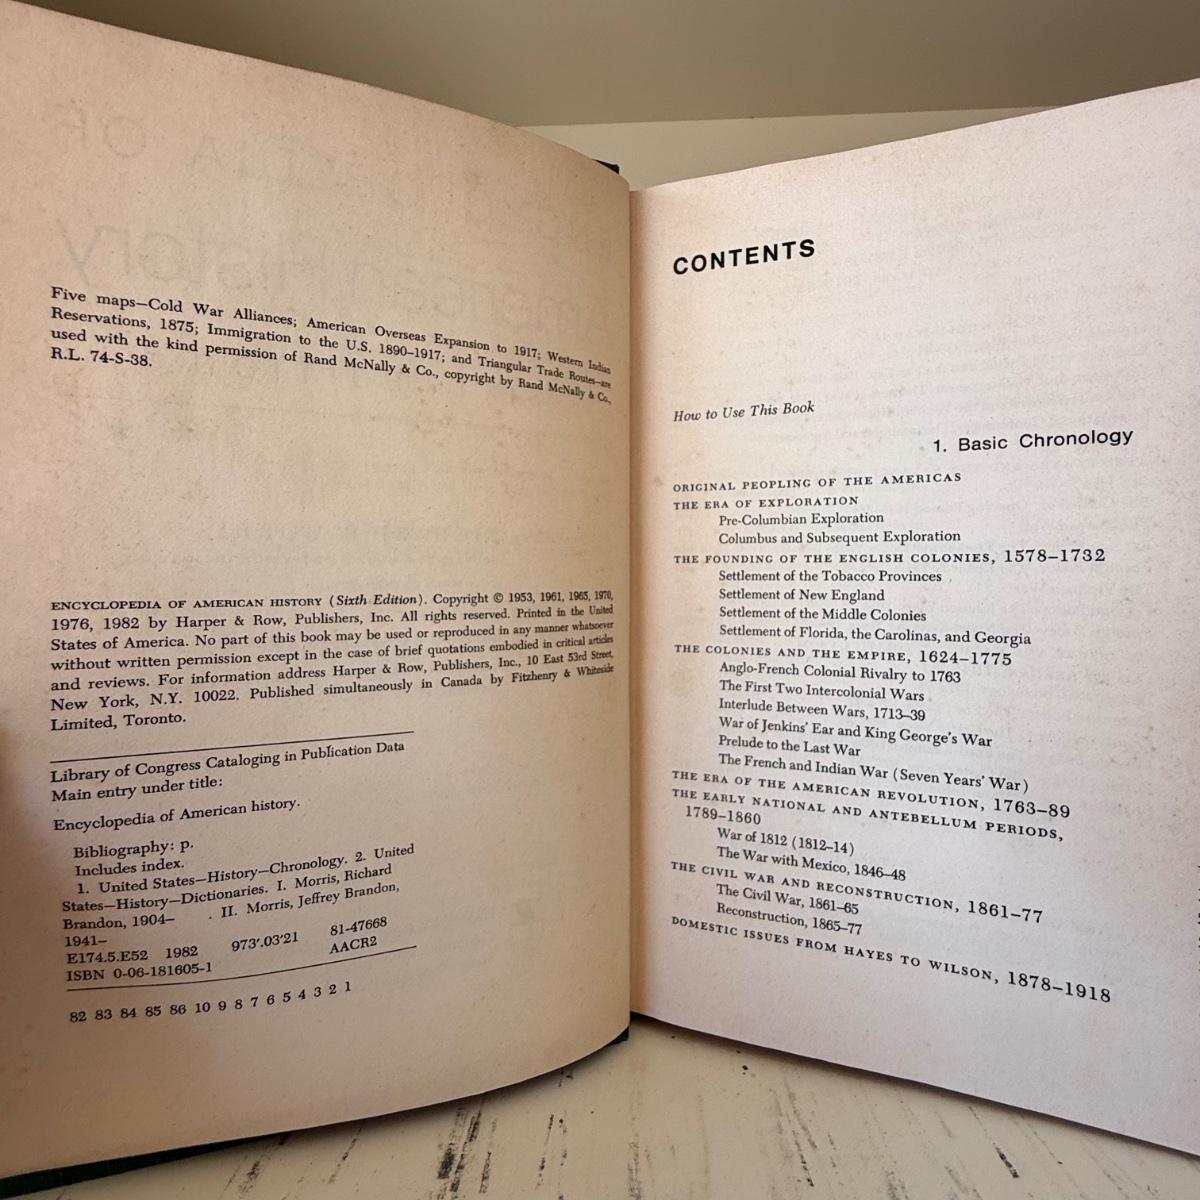 Five maps—Cold War Alliances; American Overseas Expansion to 1917; Western Indian
Reservations, 1875; Immigration to the U.S. 1890–1917; and Triangular Trade Routes—are
used with the kind permission of Rand McNally & Co., copyright by Rand McNally & Co.,
R.L. 74-S-38.
ENCYCLOPEDIA OF AMERICAN HISTORY (Sixth Edition). Copyright © 1953, 1961, 1965, 1970,
1976, 1982 by Harper & Row, Publishers, Inc. All rights reserved. Printed in the United
States of America. No part of this book may be used or reproduced in any manner whatsoever
without written permission except in the case of brief quotations embodied in critical articles
and reviews. For information address Harper & Row, Publishers, Inc., 10 East 53rd Street,
New York, N.Y. 10022. Published simultaneously in Canada by Fitzhenry & Whiteside
Limited, Toronto.
Library of Congress Cataloging in Publication Data
Main entry under title:
Encyclopedia of American history.
Bibliography: p.
Includes index.
1. United States—History—Chronology. 2. United
States—History—Dictionaries. I. Morris, Richard
Brandon, 1904– . II. Morris, Jeffrey Brandon,
1941–
E174.5.E52 1982 973'.03'21 81-47668
ISBN 0-06-181605-1 AACR2
82 83 84 85 86 10 9 8 7 6 5 4 3 2 1
CONTENTS
How to Use This Book
1. Basic Chronology
ORIGINAL PEOPLING OF THE AMERICAS
THE ERA OF EXPLORATION
Pre-Columbian Exploration
Columbus and Subsequent Exploration
THE FOUNDING OF THE ENGLISH COLONIES, 1578–1732
Settlement of the Tobacco Provinces
Settlement of New England
Settlement of the Middle Colonies
Settlement of Florida, the Carolinas, and Georgia
THE COLONIES AND THE EMPIRE, 1624–1775
Anglo-French Colonial Rivalry to 1763
The First Two Intercolonial Wars
Interlude Between Wars, 1713–39
War of Jenkins' Ear and King George's War
Prelude to the Last War
The French and Indian War (Seven Years' War)
THE ERA OF THE AMERICAN REVOLUTION, 1763–89
THE EARLY NATIONAL AND ANTEBELLUM PERIODS,
1789–1860
War of 1812 (1812–14)
The War with Mexico, 1846–48
THE CIVIL WAR AND RECONSTRUCTION, 1861–77
The Civil War, 1861–65
Reconstruction, 1865–77
DOMESTIC ISSUES FROM HAYES TO WILSON, 1878–1918